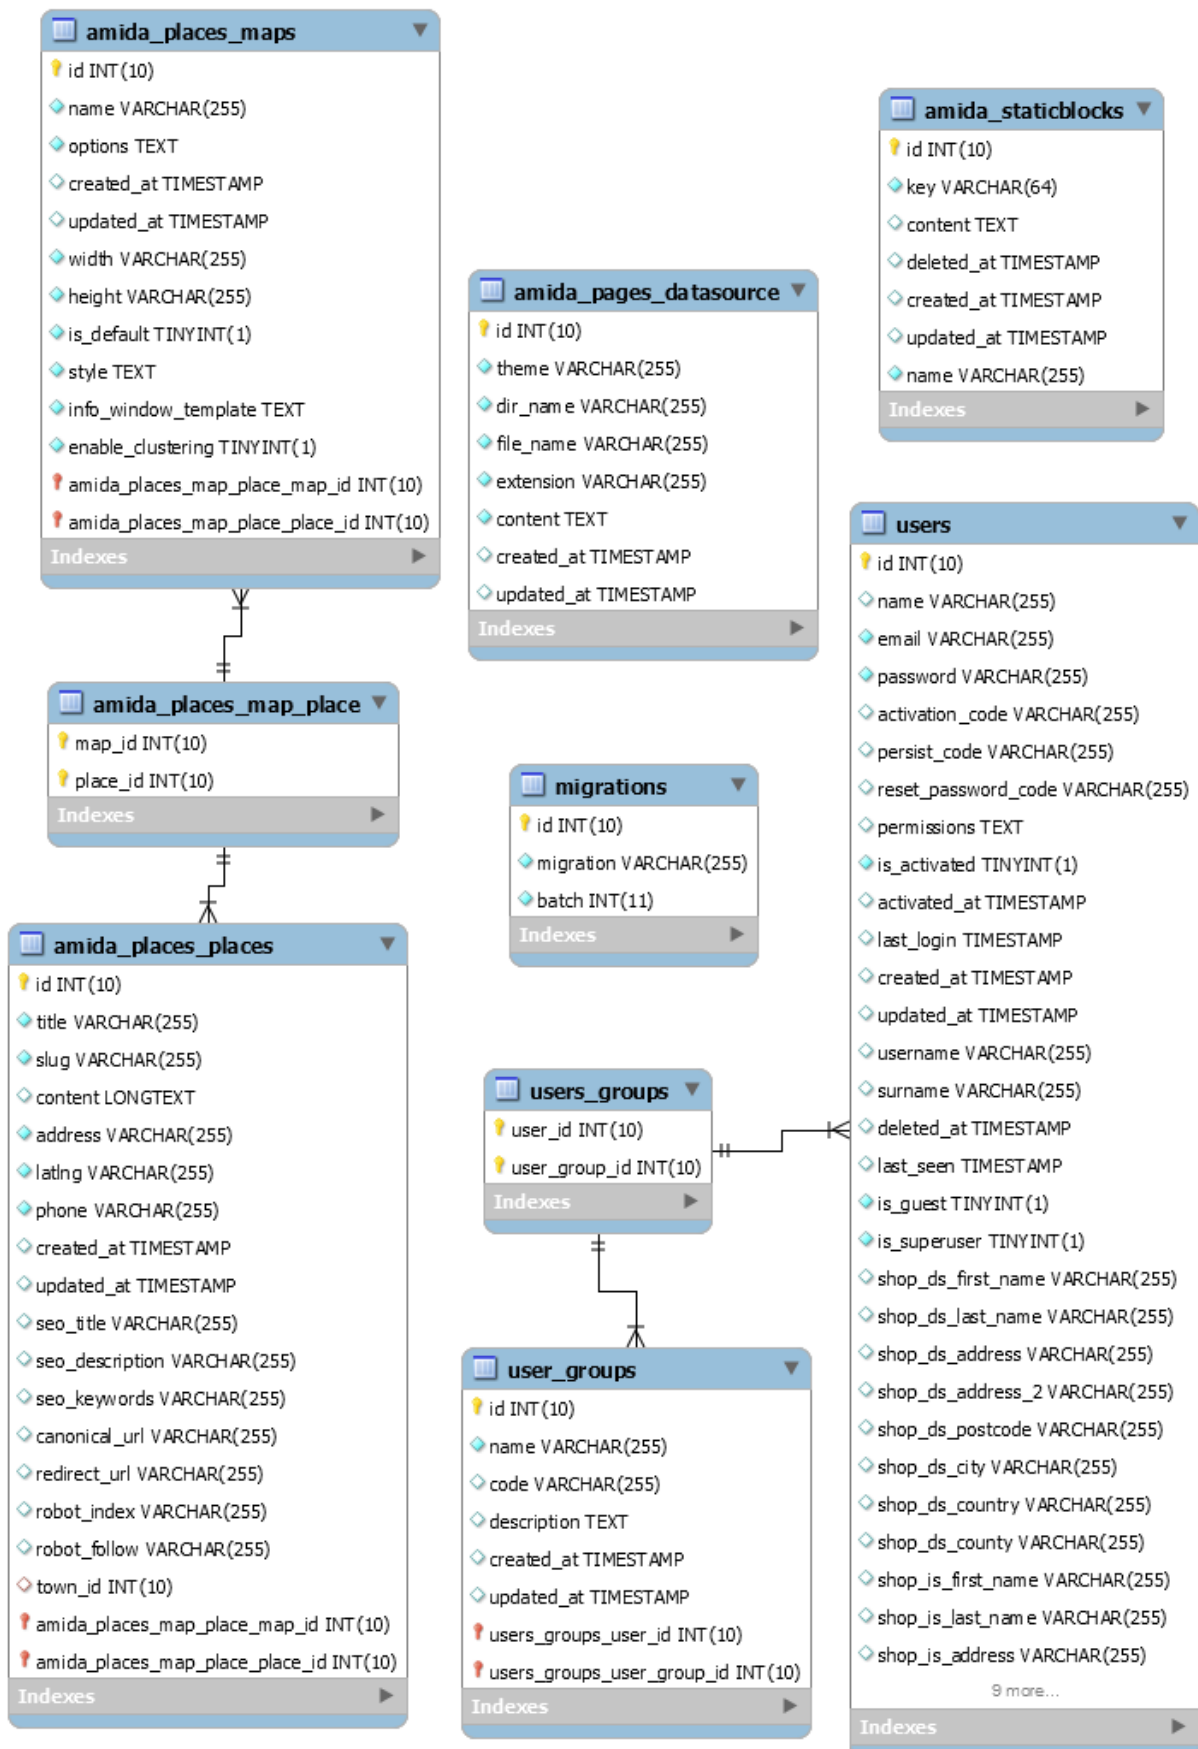 amida_places_maps
id INT(10)
name VARCHAR(255)
options TEXT
created_at TIMESTAMP
updated_at TIMESTAMP
width VARCHAR(255)
height VARCHAR(255)
is_default TINYINT(1)
style TEXT
info_window_template TEXT
enable_clustering TINYINT(1)
amida_places_map_place_map_id INT(10)
amida_places_map_place_place_id INT(10)
Indexes
amida_places_map_place
map_id INT(10)
place_id INT(10)
Indexes
amida_places_places
id INT(10)
title VARCHAR(255)
slug VARCHAR(255)
content LONGTEXT
address VARCHAR(255)
latlng VARCHAR(255)
phone VARCHAR(255)
created_at TIMESTAMP
updated_at TIMESTAMP
seo_title VARCHAR(255)
seo_description VARCHAR(255)
seo_keywords VARCHAR(255)
canonical_url VARCHAR(255)
redirect_url VARCHAR(255)
robot_index VARCHAR(255)
robot_follow VARCHAR(255)
town_id INT(10)
amida_places_map_place_map_id INT(10)
amida_places_map_place_place_id INT(10)
Indexes
amida_pages_datasource
id INT(10)
theme VARCHAR(255)
dir_name VARCHAR(255)
file_name VARCHAR(255)
extension VARCHAR(255)
content TEXT
created_at TIMESTAMP
updated_at TIMESTAMP
Indexes
migrations
id INT(10)
migration VARCHAR(255)
batch INT(11)
Indexes
users_groups
user_id INT(10)
user_group_id INT(10)
Indexes
user_groups
id INT(10)
name VARCHAR(255)
code VARCHAR(255)
description TEXT
created_at TIMESTAMP
updated_at TIMESTAMP
users_groups_user_id INT(10)
users_groups_user_group_id INT(10)
Indexes
amida_staticblocks
id INT(10)
key VARCHAR(64)
content TEXT
deleted_at TIMESTAMP
created_at TIMESTAMP
updated_at TIMESTAMP
name VARCHAR(255)
Indexes
users
id INT(10)
name VARCHAR(255)
email VARCHAR(255)
password VARCHAR(255)
activation_code VARCHAR(255)
persist_code VARCHAR(255)
reset_password_code VARCHAR(255)
permissions TEXT
is_activated TINYINT(1)
activated_at TIMESTAMP
last_login TIMESTAMP
created_at TIMESTAMP
updated_at TIMESTAMP
username VARCHAR(255)
surname VARCHAR(255)
deleted_at TIMESTAMP
last_seen TIMESTAMP
is_guest TINYINT(1)
is_superuser TINYINT(1)
shop_ds_first_name VARCHAR(255)
shop_ds_last_name VARCHAR(255)
shop_ds_address VARCHAR(255)
shop_ds_address_2 VARCHAR(255)
shop_ds_postcode VARCHAR(255)
shop_ds_city VARCHAR(255)
shop_ds_country VARCHAR(255)
shop_ds_county VARCHAR(255)
shop_is_first_name VARCHAR(255)
shop_is_last_name VARCHAR(255)
shop_is_address VARCHAR(255)
9 more...
Indexes